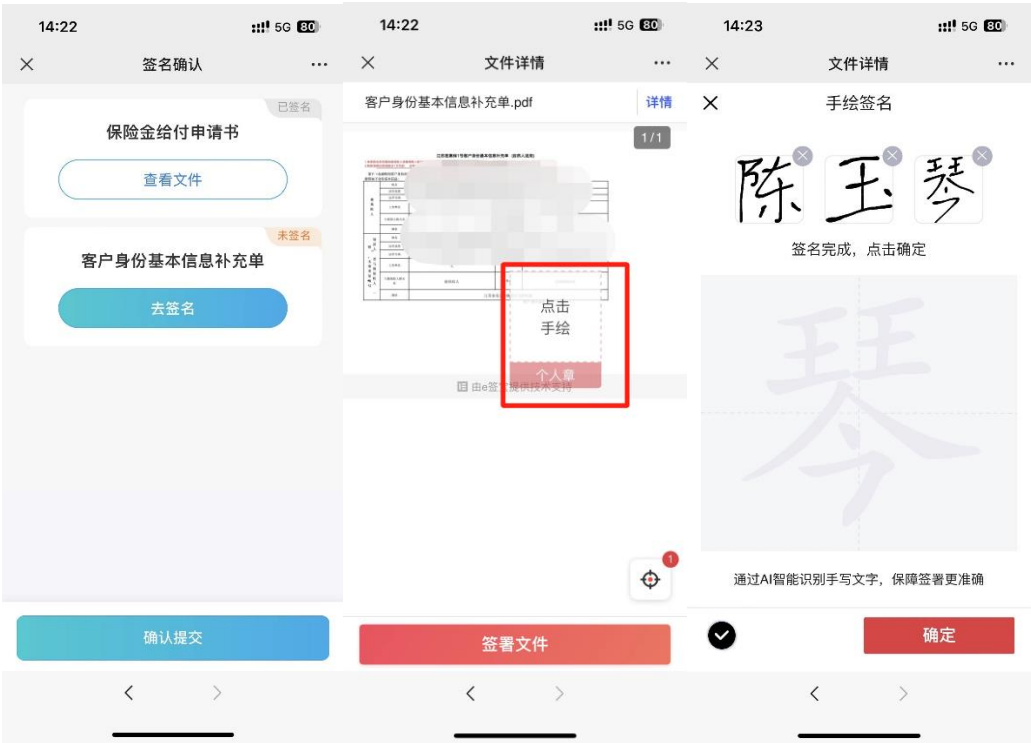 14:22
5G 80
签名确认
已签名
保险金给付申请书
查看文件
未签名
客户身份基本信息补充单
去签名
确认提交
14:22
5G 80
文件详情
客户身份基本信息补充单.pdf
详情
1/1
点击
手绘
个人章
由e签宝提供技术支持
1
签署文件
14:23
5G 80
文件详情
手绘签名
陈玉琴
签名完成，点击确定
琴
通过AI智能识别手写文字，保障签署更准确
确定